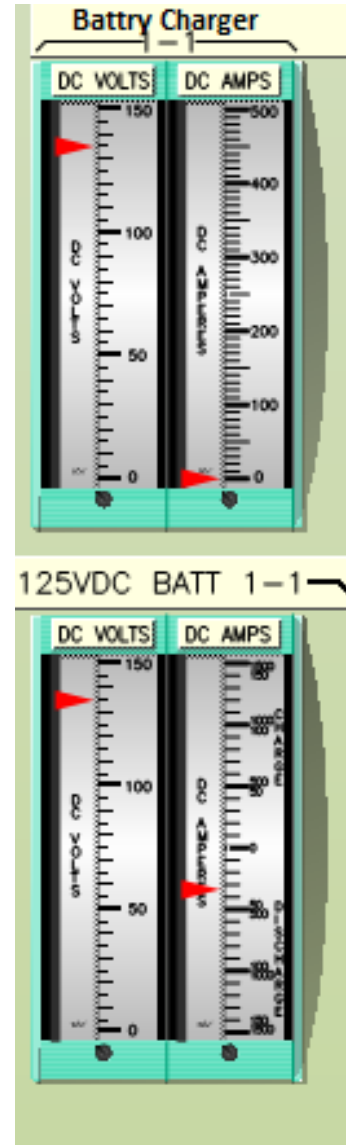 Battry Charger
1-1
DC VOLTS DC AMPS
150 500
400
100 300
DC VOLTS DC AMPERES
200
50
100
0 0
125VDC BATT 1-1
DC VOLTS DC AMPS
150
CHARGE
100
DC VOLTS DC AMPERES
0
50
DISCHARGE
0